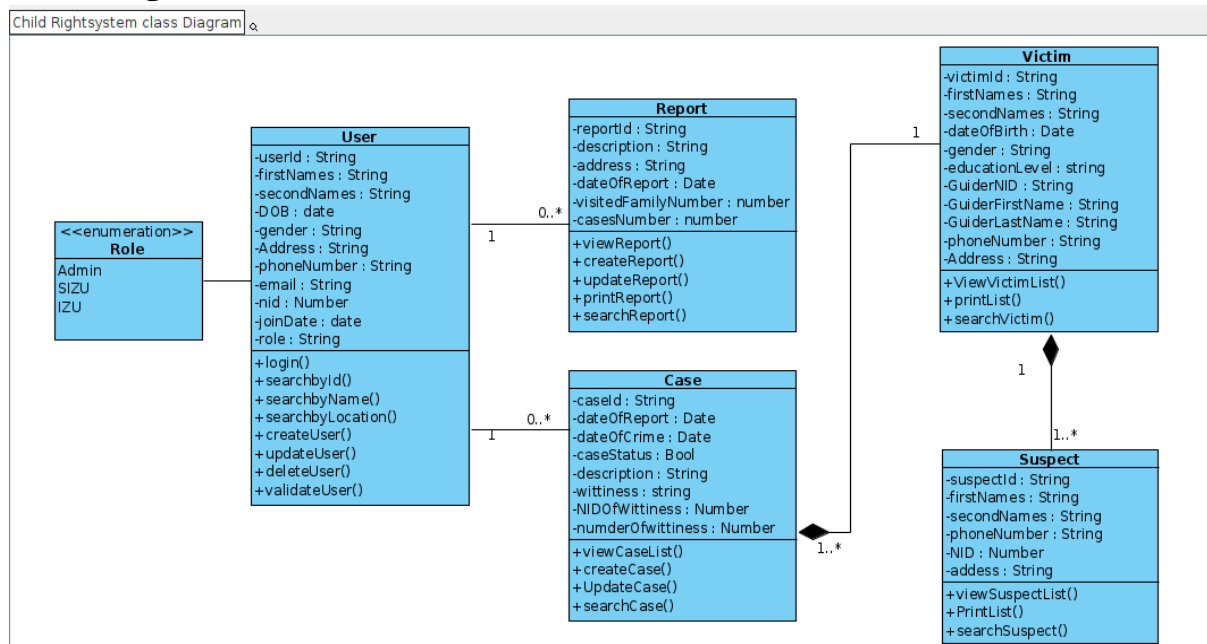 Child Rightsystem class Diagram
<<enumeration>>
Role
Admin
SIZU
IZU
User
-userId : String
-firstNames : String
-secondNames : String
-DOB : date
-gender : String
-Address : String
-phoneNumber : String
-email : String
-nid : Number
-joinDate : date
-role : String
+login()
+searchbyId()
+searchbyName()
+searchbyLocation()
+createUser()
+updateUser()
+deleteUser()
+validateUser()
1
0..*
1
0..*
Report
-reportId : String
-description : String
-address : String
-dateOfReport : Date
-visitedFamilyNumber : number
-casesNumber : number
+viewReport()
+createReport()
+updateReport()
+printReport()
+searchReport()
Case
-caseId : String
-dateOfReport : Date
-dateOfCrime : Date
-caseStatus : Bool
-description : String
-wittiness : string
-NIDOfWittiness : Number
-numderOfwittiness : Number
+viewCaseList()
+createCase()
+UpdateCase()
+searchCase()
1..*
1
Victim
-victimId : String
-firstNames : String
-secondNames : String
-dateOfBirth : Date
-gender : String
-educationLevel : string
-GuiderNID : String
-GuiderFirstName : String
-GuiderLastName : String
-phoneNumber : String
-Address : String
+ViewVictimList()
+printList()
+searchVictim()
1
1..*
Suspect
-suspectId : String
-firstNames : String
-secondNames : String
-phoneNumber : String
-NID : Number
-addess : String
+viewSuspectList()
+PrintList()
+searchSuspect()